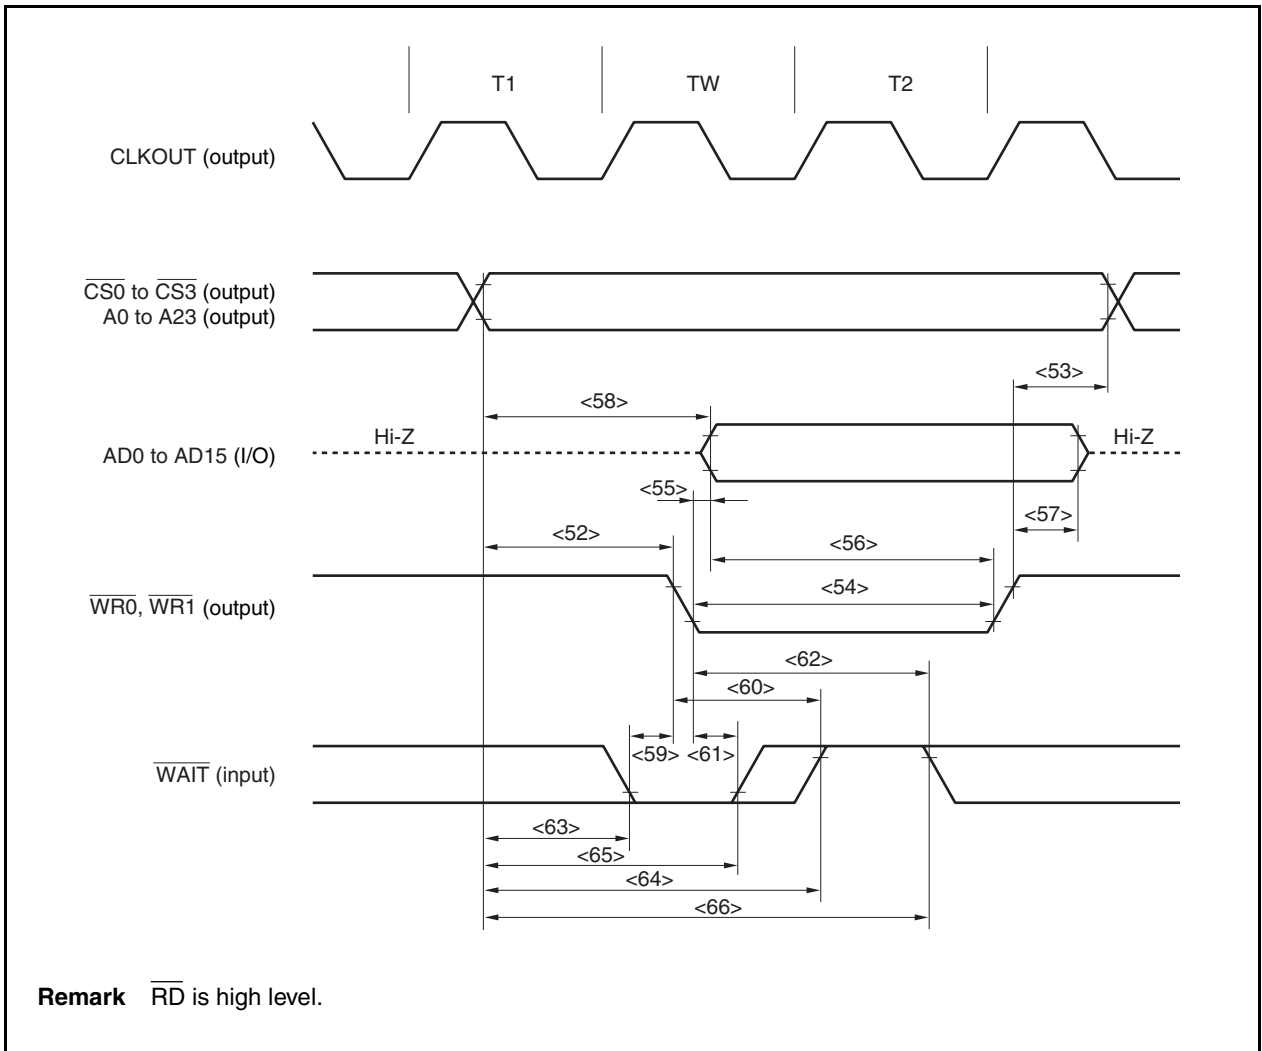 T1 TW T2
CLKOUT (output)
CS0 to CS3 (output)
A0 to A23 (output)
<53>
<58>
Hi-Z Hi-Z
AD0 to AD15 (I/O)
<55>
<57>
<52>
<56>
<54>
WR0, WR1 (output)
<62>
<60>
<59> <61>
WAIT (input)
<63>
<65>
<64>
<66>
Remark RD is high level.